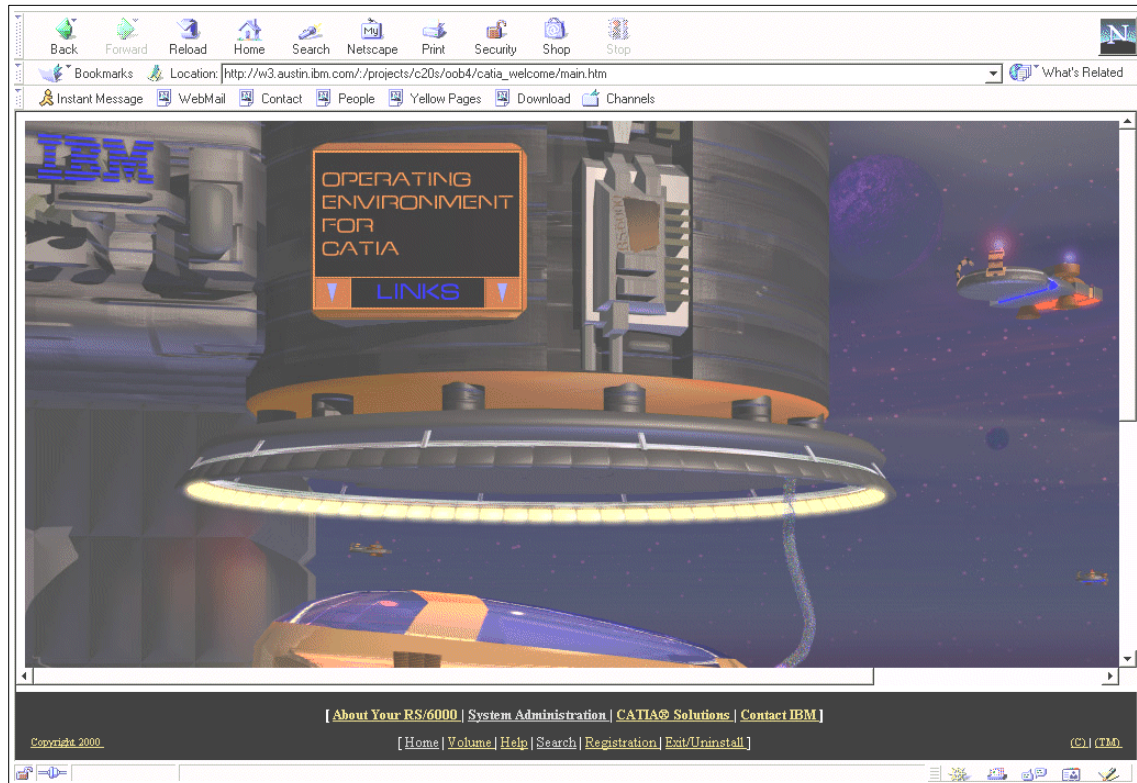 Back Forward Reload Home Search Netscape Print Security Shop Stop
Bookmarks Location: http://w3.austin.ibm.com/:/projects/c20s/oob4/catia_welcome/main.htm What's Related
Instant Message WebMail Contact People Yellow Pages Download Channels
IBM
OPERATING
ENVIRONMENT
FOR
CATIA
LINKS
RS/6000
[ About Your RS/6000 | System Administration | CATIA® Solutions | Contact IBM ]
[ Home | Volume | Help | Search | Registration | Exit/Uninstall ]
Copyright 2000
(C) | (TM)